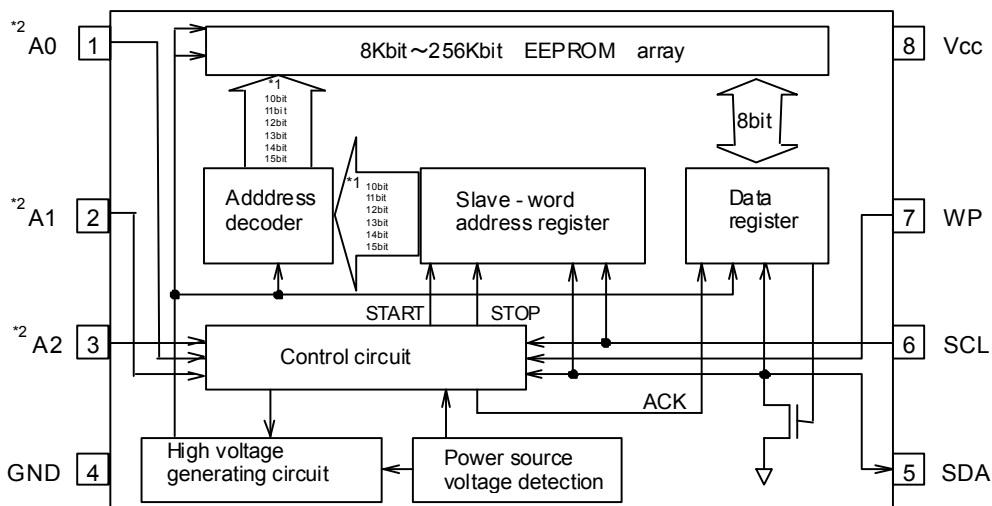 *2
A0
1
8Kbit～256Kbit EEPROM array
8
Vcc
*1
10bit
11bit
12bit
13bit
14bit
15bit
8bit
*2
A1
2
Adddress
decoder
*1
10bit
11bit
12bit
13bit
14bit
15bit
Slave - word
address register
Data
register
7
WP
START
STOP
*2
A2
3
Control circuit
6
SCL
ACK
GND
4
High voltage
generating circuit
Power source
voltage detection
5
SDA